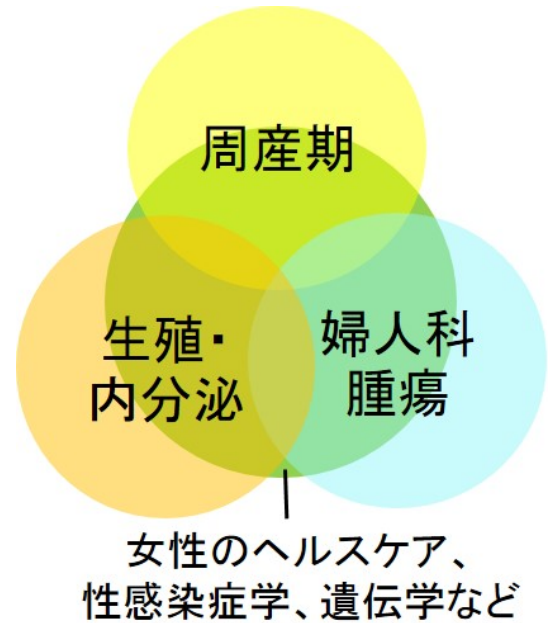 周産期
生殖・
内分泌
婦人科
腫瘍
女性のヘルスケア、
性感染症学、遺伝学など